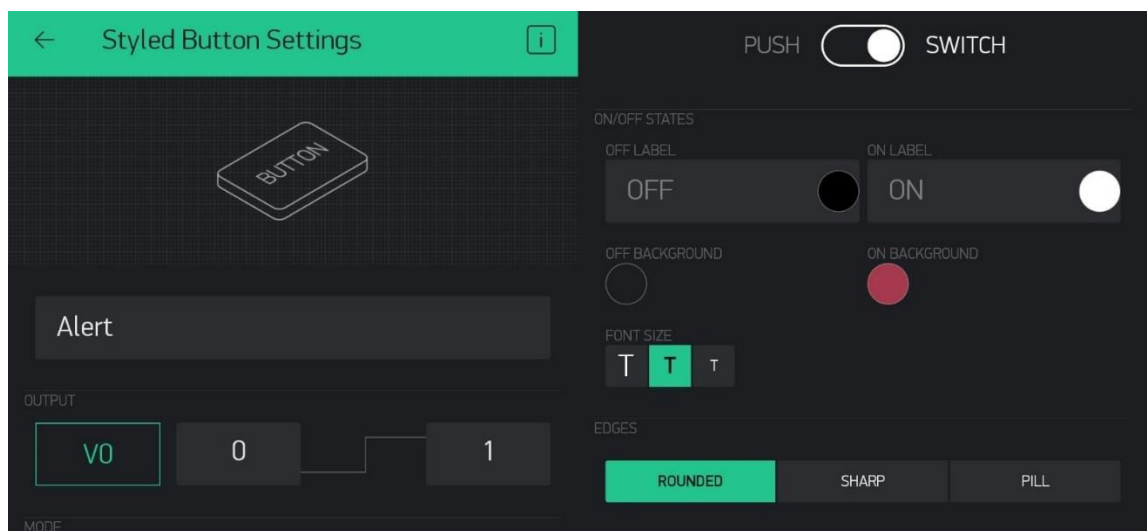 Styled Button Settings
i
BUTTON
Alert
OUTPUT
V0 0 1
MODE
PUSH SWITCH
ON/OFF STATES
OFF LABEL ON LABEL
OFF ON
OFF BACKGROUND ON BACKGROUND
FONT SIZE
T T T
EDGES
ROUNDED SHARP PILL